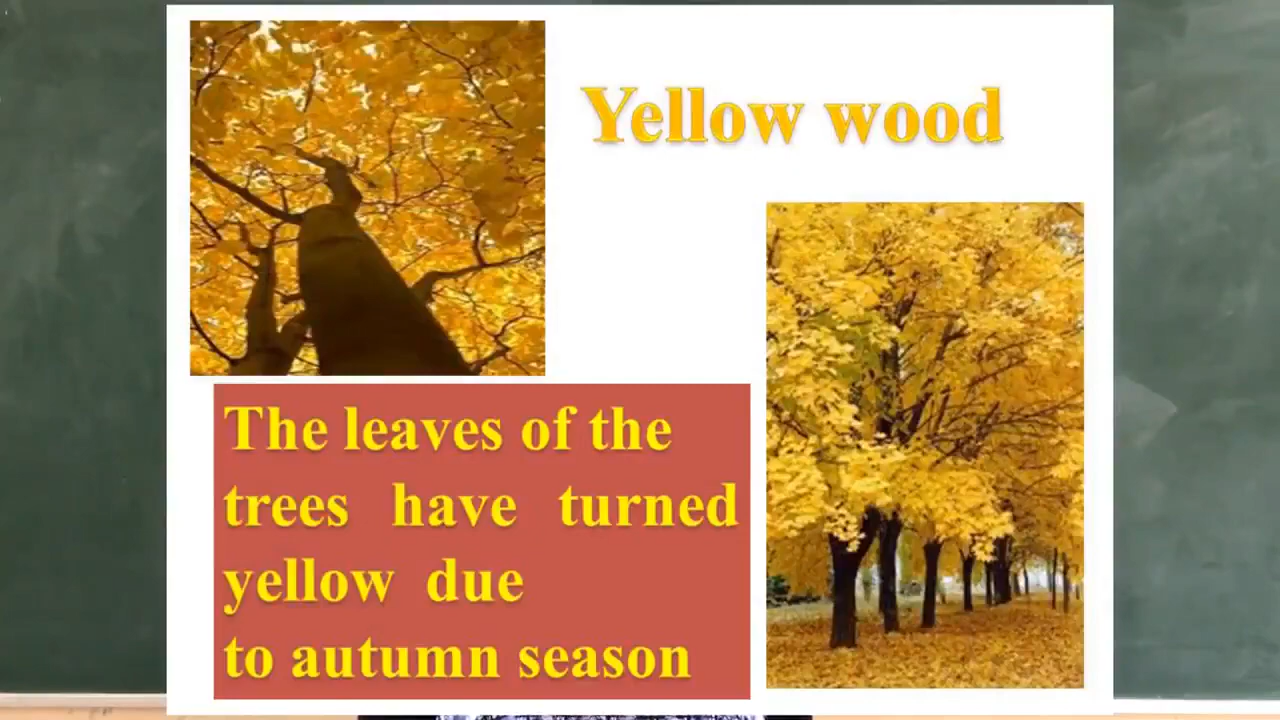 Yellow wood
The leaves of the
trees have turned
yellow due
to autumn season